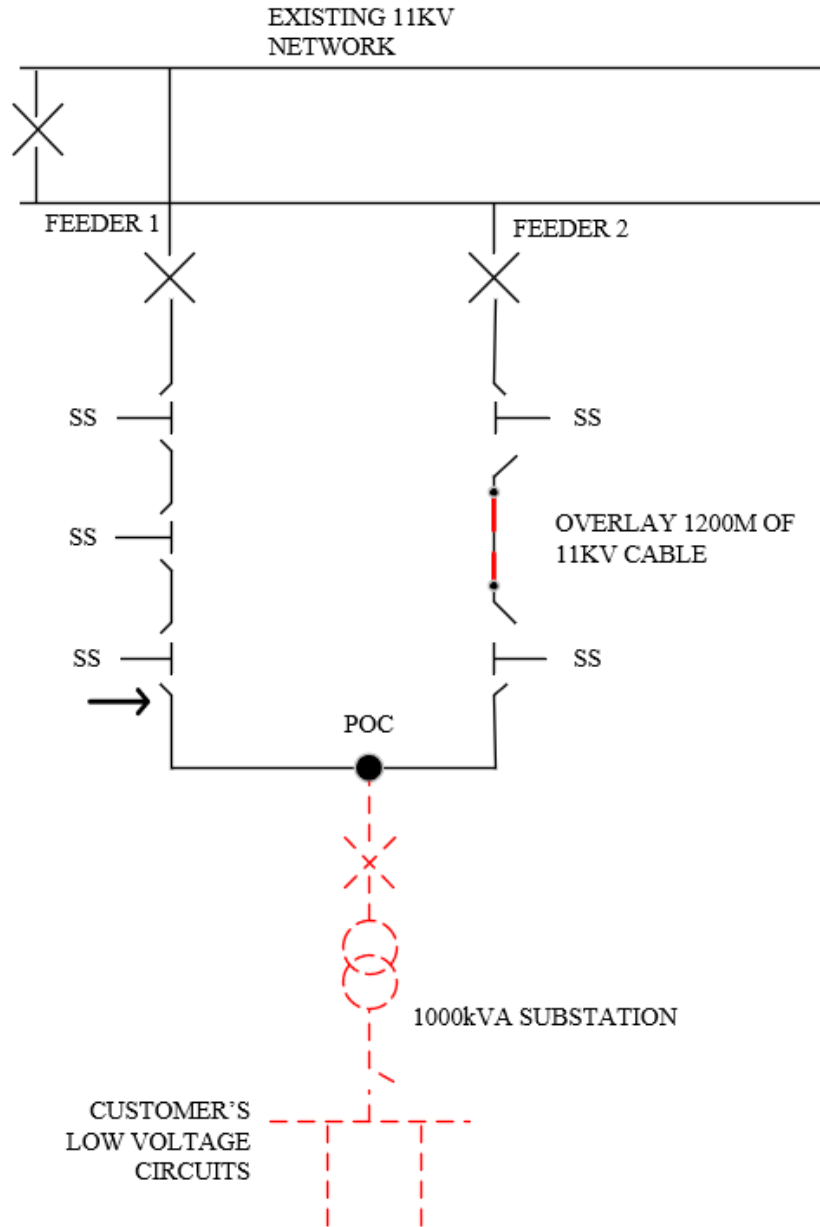 EXISTING 11KV
NETWORK
FEEDER 1
FEEDER 2
SS
SS
SS
OVERLAY 1200M OF
11KV CABLE
SS
SS
POC
1000kVA SUBSTATION
CUSTOMER'S
LOW VOLTAGE
CIRCUITS